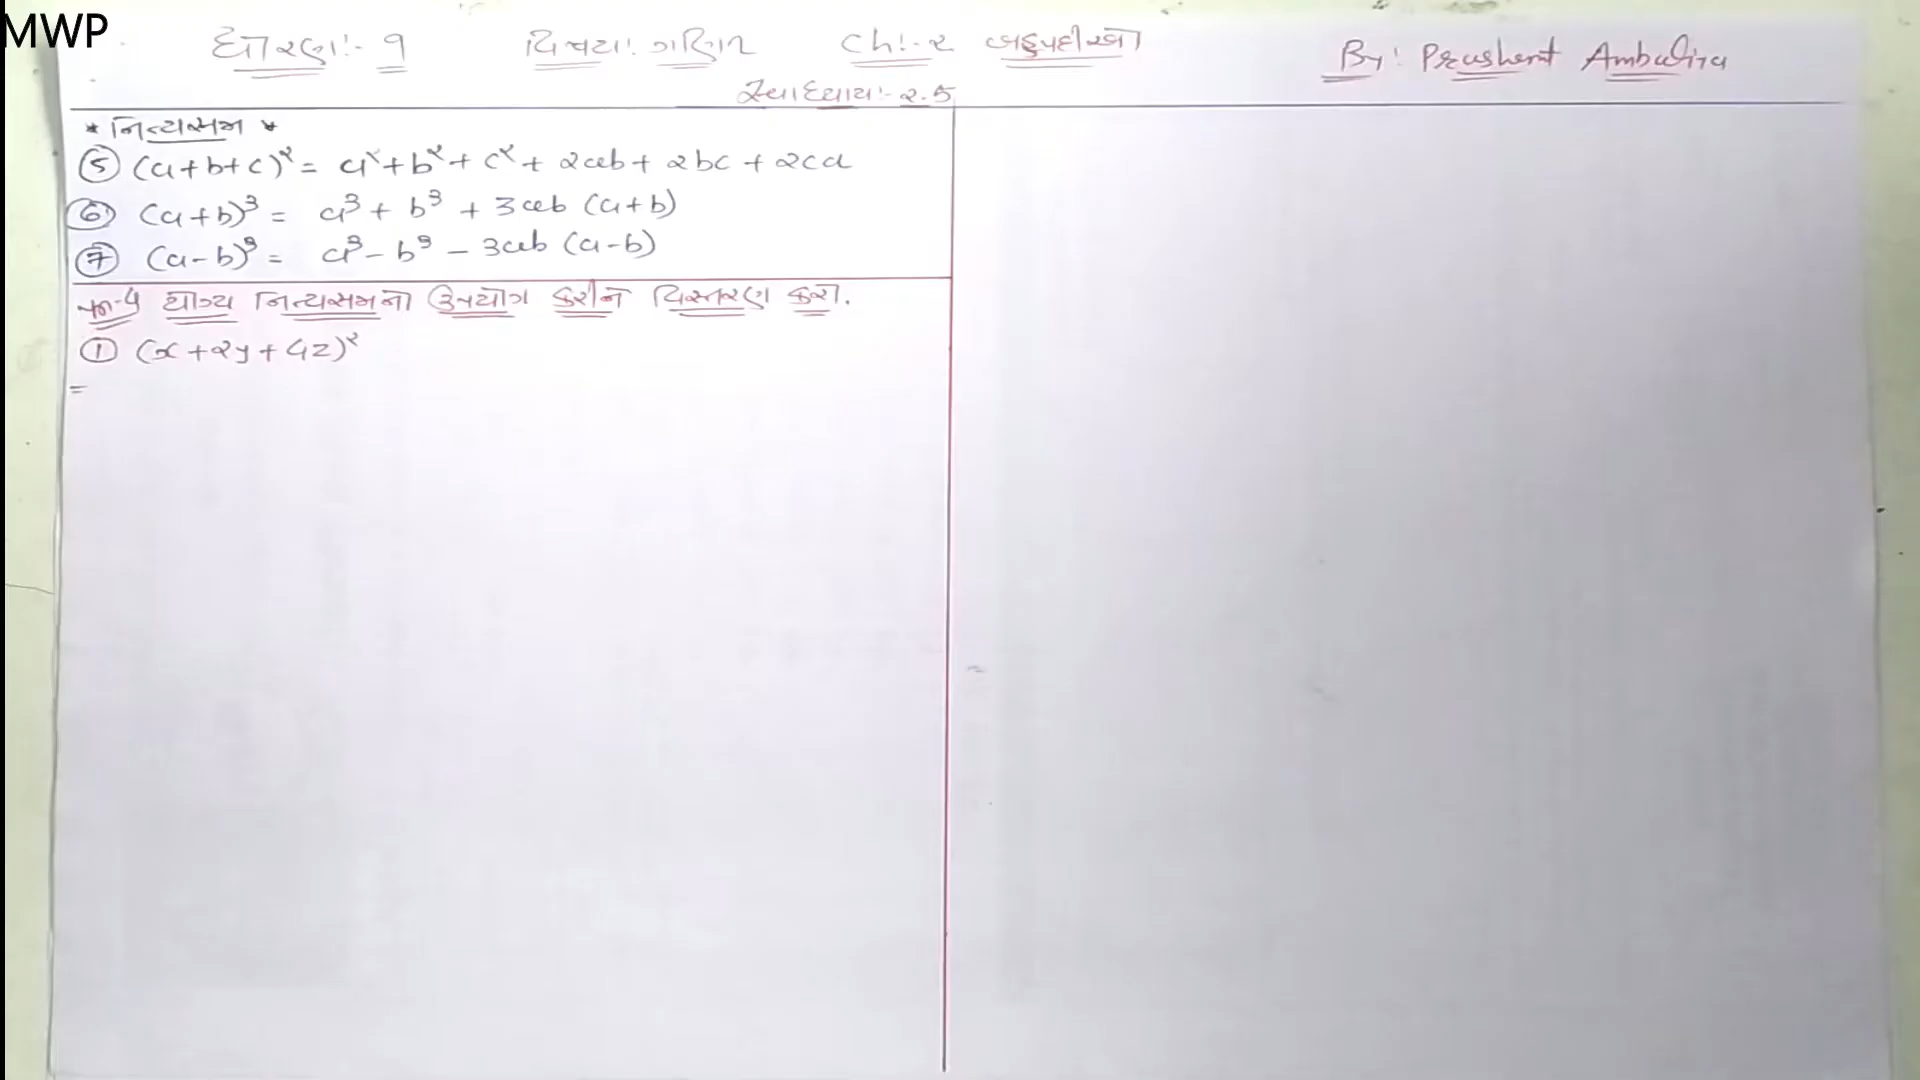 MWP
ધોરણ:- 9 વિષય: ગણિત Ch:- ૨ બહુપદીઓ By: Prashant Ambaliya
સ્વાધ્યાય:- ૨.5
* નિત્યસમ *
⑤ (a+b+c)² = a² + b² + c² + 2ab + 2bc + 2ca
⑥ (a+b)³ = a³ + b³ + 3ab (a+b)
⑦ (a-b)³ = a³ - b³ - 3ab (a-b)
પ્ર-4 યોગ્ય નિત્યસમનો ઉપયોગ કરીને વિસ્તરણ કરો.
① (x + 2y + 4z)²
=